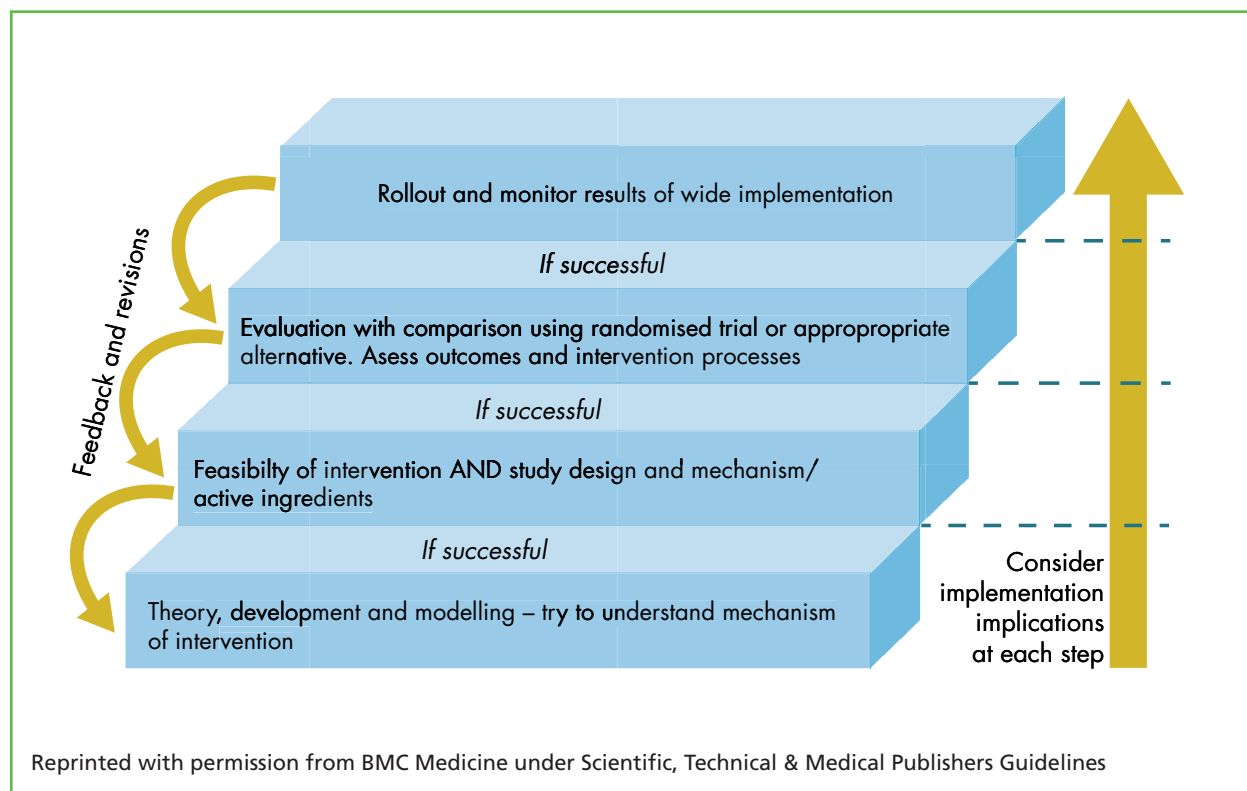 Rollout and monitor results of wide implementation
If successful
Evaluation with comparison using randomised trial or appropropriate
alternative. Asess outcomes and intervention processes
If successful
Feasibilty of intervention AND study design and mechanism/
active ingredients
If successful
Theory, development and modelling – try to understand mechanism
of intervention
Feedback and revisions
Consider
implementation
implications
at each step
Reprinted with permission from BMC Medicine under Scientific, Technical & Medical Publishers Guidelines